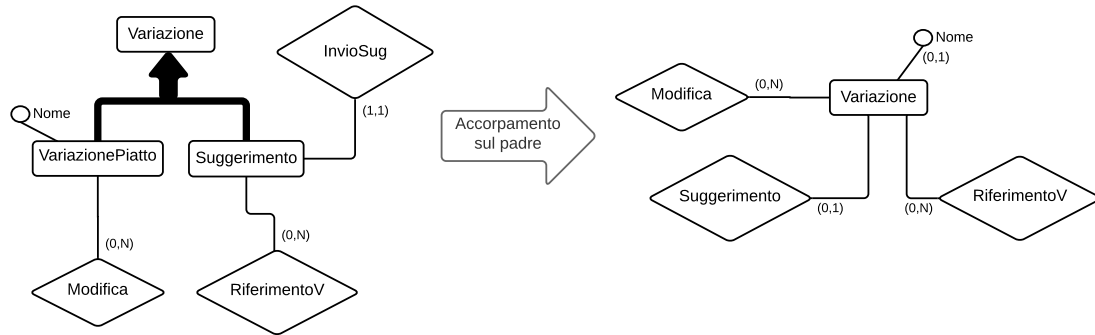 Variazione
InvioSug
(1,1)
Nome
VariazionePiatto
Suggerimento
(0,N)
(0,N)
Modifica
RiferimentoV
Accorpamento
sul padre
Nome
(0,1)
Modifica
(0,N)
Variazione
Suggerimento
(0,1)
(0,N)
RiferimentoV